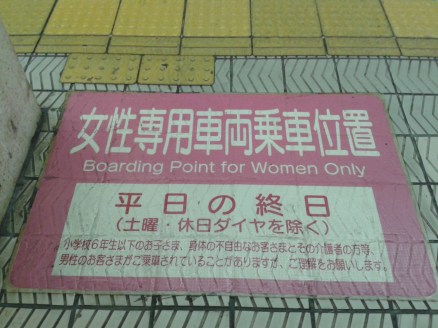 女性専用車両乗車位置
Boarding Point for Women Only
平日の終日
(土曜・休日ダイヤを除く)
小学校6年生以下のお子さま、身体の不自由なお客さまとその介護者の方等、
男性のお客さまがご乗車されていることがありますが、ご理解をお願いします。